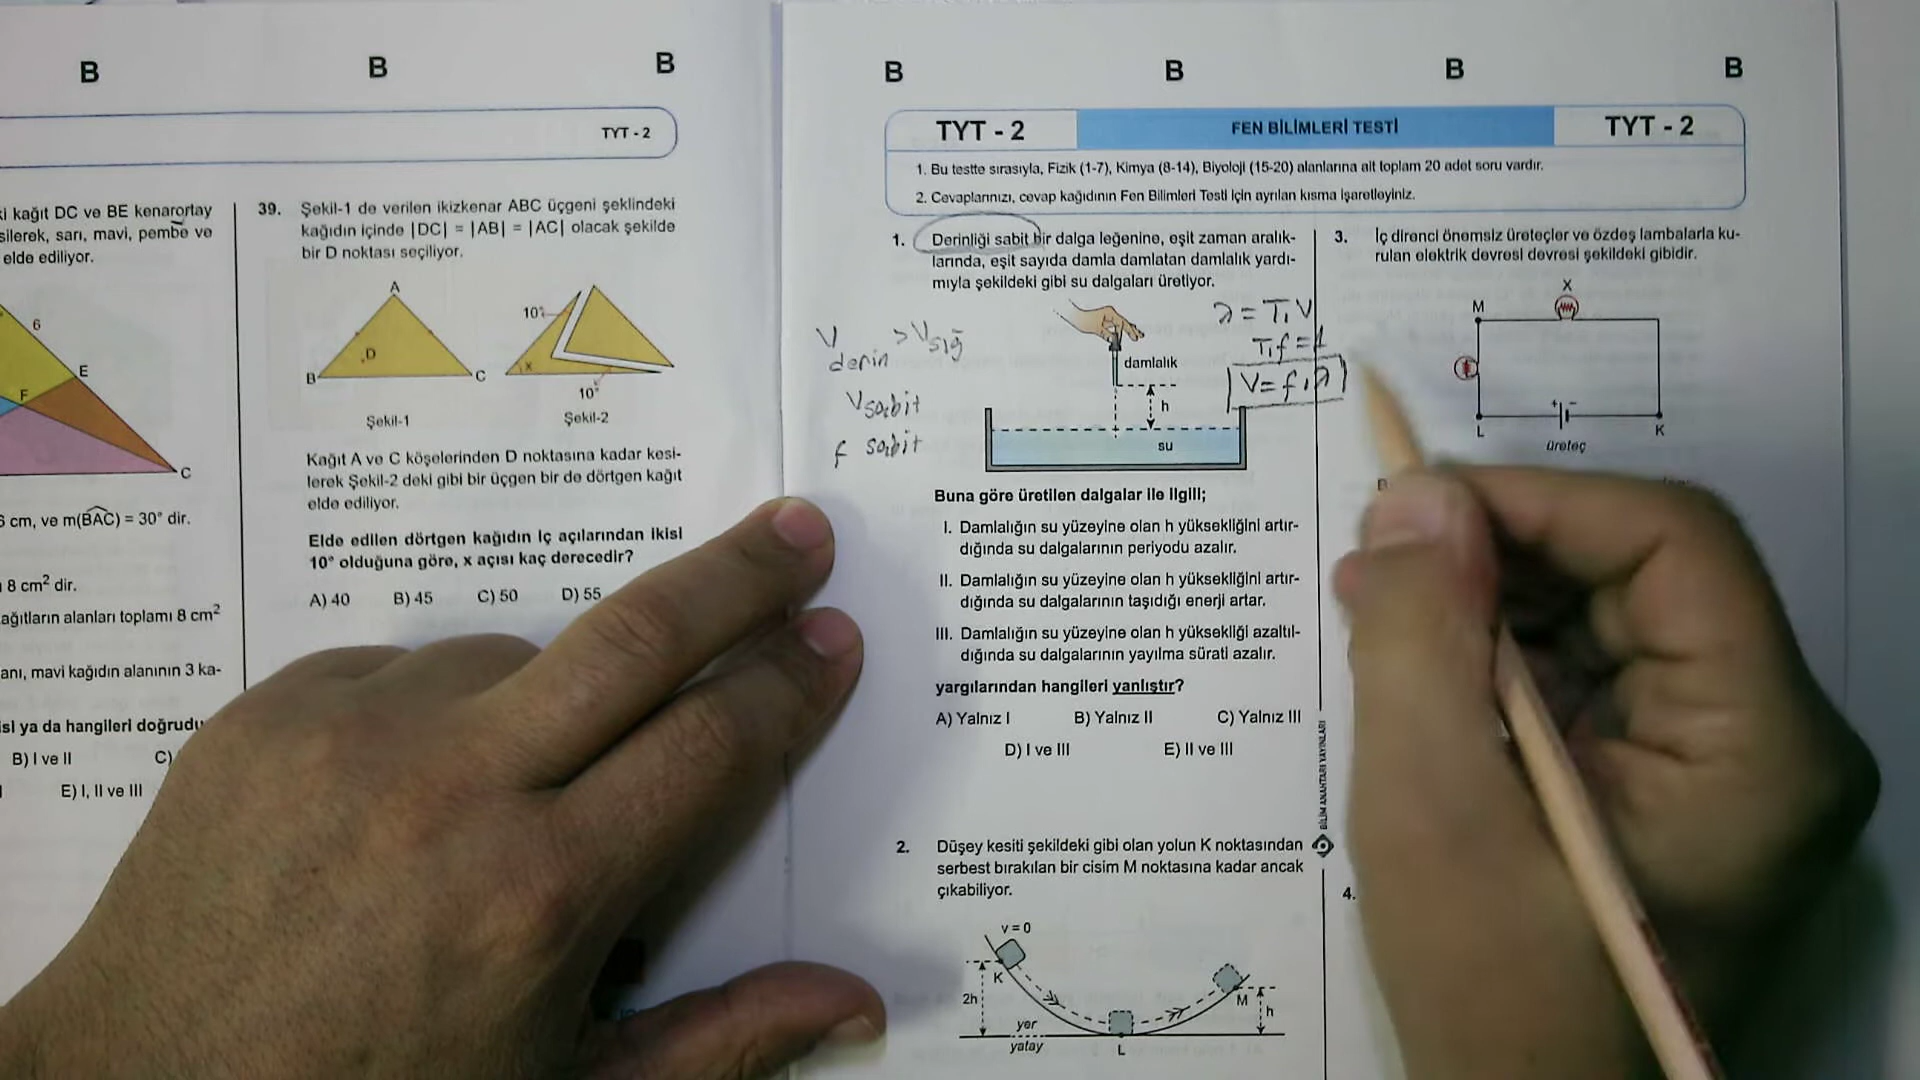 B
B
B
TYT - 2
ki kağıt DC ve BE kenarortay
silerek, sarı, mavi, pembe ve
elde ediliyor.
6
E
F
C
6 cm, ve m(BAC) = 30° dir.
8 cm² dir.
kağıtların alanları toplamı 8 cm²
anı, mavi kağıdın alanının 3 ka-
isi ya da hangileri doğrudu
B) I ve II
C)
E) I, II ve III
39. Şekil-1 de verilen ikizkenar ABC üçgeni şeklindeki
kağıdın içinde |DC| = |AB| = |AC| olacak şekilde
bir D noktası seçiliyor.
A
D
B
C
Şekil-1
10°
x
10°
Şekil-2
Kağıt A ve C köşelerinden D noktasına kadar kesi-
lerek Şekil-2 deki gibi bir üçgen bir de dörtgen kağıt
elde ediliyor.
Elde edilen dörtgen kağıdın iç açılarından ikisi
10° olduğuna göre, x açısı kaç derecedir?
A) 40 B) 45 C) 50 D) 55
B
B
B
B
TYT - 2
FEN BİLİMLERİ TESTİ
TYT - 2
1. Bu testte sırasıyla, Fizik (1-7), Kimya (8-14), Biyoloji (15-20) alanlarına ait toplam 20 adet soru vardır.
2. Cevaplarınızı, cevap kağıdının Fen Bilimleri Testi için ayrılan kısma işaretleyiniz.
1. Derinliği sabit bir dalga leğenine, eşit zaman aralık-
larında, eşit sayıda damla damlatan damlalık yardı-
mıyla şekildeki gibi su dalgaları üretiyor.
V derin > V sığ
V sabit
f sabit
λ = T.V
T.f = 1
V = f.λ
damlalık
h
su
Buna göre üretilen dalgalar ile ilgili;
I. Damlalığın su yüzeyine olan h yüksekliğini artır-
dığında su dalgalarının periyodu azalır.
II. Damlalığın su yüzeyine olan h yüksekliğini artır-
dığında su dalgalarının taşıdığı enerji artar.
III. Damlalığın su yüzeyine olan h yüksekliği azaltıl-
dığında su dalgalarının yayılma sürati azalır.
yargılarından hangileri yanlıştır?
A) Yalnız I B) Yalnız II C) Yalnız III
D) I ve III E) II ve III
BİLİM ANAHTARI YAYINLARI
2. Düşey kesiti şekildeki gibi olan yolun K noktasından
serbest bırakılan bir cisim M noktasına kadar ancak
çıkabiliyor.
v = 0
K
2h
yer
yatay
L
M
h
3. İç direnci önemsiz üreteçler ve özdeş lambalarla ku-
rulan elektrik devresi devresi şekildeki gibidir.
X
M
L
K
+ -
üreteç
4.